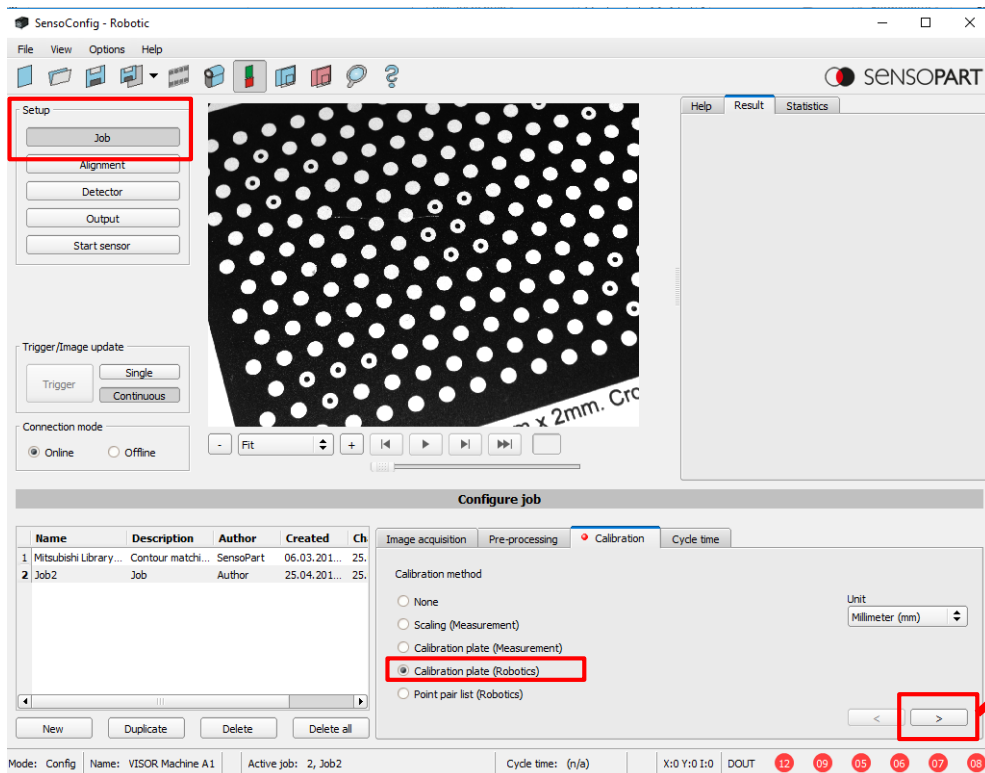 SensoConfig - Robotic
File View Options Help
SENSOPART
Setup
Job
Alignment
Detector
Output
Start sensor
Help Result Statistics
Trigger/Image update
Trigger
Single
Continuous
Connection mode
Online Offline
x 2mm. Cro
- Fit +
Configure job
Name Description Author Created Ch
1 Mitsubishi Library... Contour matchi... SensoPart 06.03.201... 25.
2 Job2 Job Author 25.04.201... 25.
New Duplicate Delete Delete all
Image acquisition Pre-processing Calibration Cycle time
Calibration method
None
Scaling (Measurement)
Calibration plate (Measurement)
Calibration plate (Robotics)
Point pair list (Robotics)
Unit
Millimeter (mm)
< >
Mode: Config Name: VISOR Machine A1 Active job: 2, Job2 Cycle time: (n/a) X:0 Y:0 I:0 DOUT 12 09 05 06 07 08